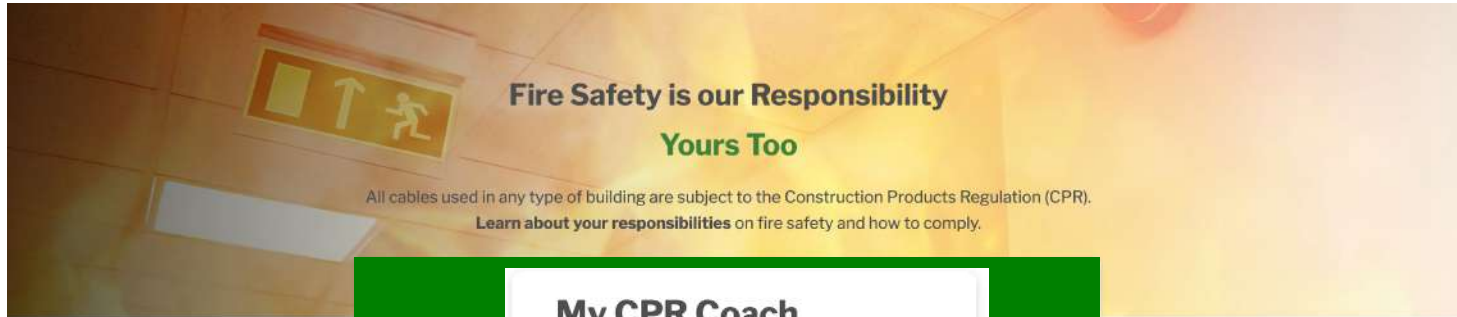 Fire Safety is our Responsibility
Yours Too
All cables used in any type of building are subject to the Construction Products Regulation (CPR).
Learn about your responsibilities on fire safety and how to comply.
My CPR Coach